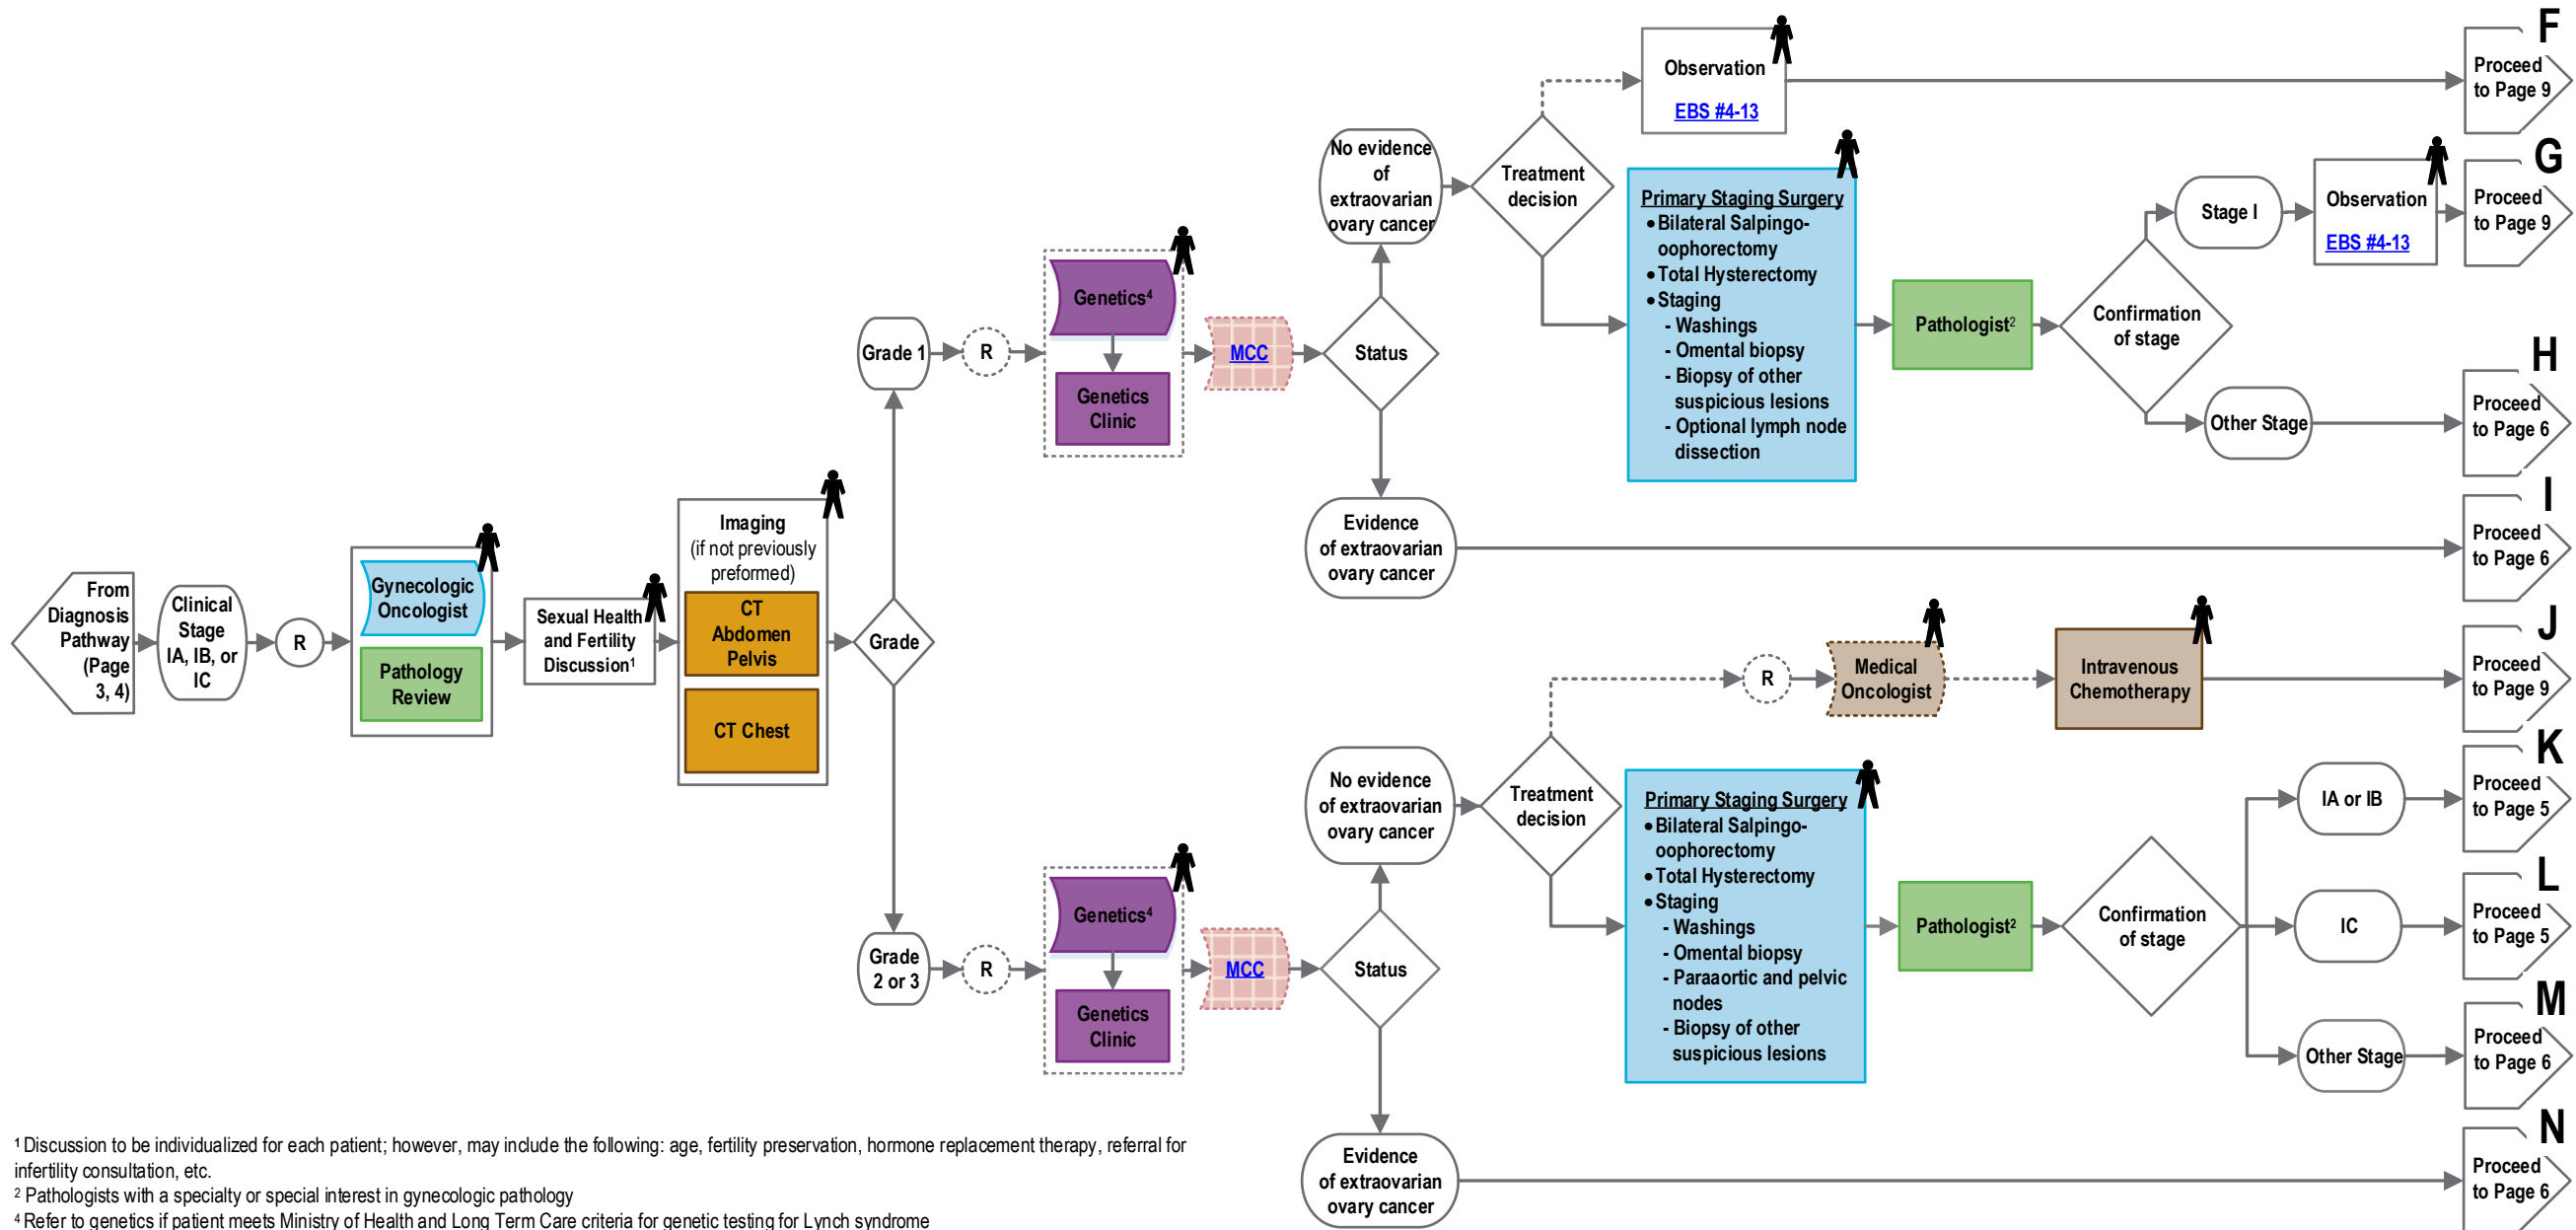 From
Diagnosis
Pathway
(Page
3, 4)
Clinical
Stage
IA, IB, or
IC
R
Gynecologic
Oncologist
Pathology
Review
Sexual Health
and Fertility
Discussion¹
Imaging
(if not previously
preformed)
CT
Abdomen
Pelvis
CT Chest
Grade
Grade 1
R
Genetics⁴
Genetics
Clinic
MCC
Status
No evidence
of
extraovarian
ovary cancer
Treatment
decision
Observation
EBS #4-13
F
Proceed
to Page 9
Primary Staging Surgery
•Bilateral Salpingo-
oophorectomy
•Total Hysterectomy
•Staging
- Washings
- Omental biopsy
- Biopsy of other
suspicious lesions
- Optional lymph node
dissection
Pathologist²
Confirmation
of stage
Stage I
Observation
EBS #4-13
G
Proceed
to Page 9
Other Stage
H
Proceed
to Page 6
Evidence
of extraovarian
ovary cancer
I
Proceed
to Page 6
Grade
2 or 3
R
Genetics⁴
Genetics
Clinic
MCC
Status
No evidence
of extraovarian
ovary cancer
Treatment
decision
R
Medical
Oncologist
Intravenous
Chemotherapy
J
Proceed
to Page 9
Primary Staging Surgery
•Bilateral Salpingo-
oophorectomy
•Total Hysterectomy
•Staging
- Washings
- Omental biopsy
- Paraaortic and pelvic
nodes
- Biopsy of other
suspicious lesions
Pathologist²
Confirmation
of stage
IA or IB
K
Proceed
to Page 5
IC
L
Proceed
to Page 5
Other Stage
M
Proceed
to Page 6
Evidence
of extraovarian
ovary cancer
N
Proceed
to Page 6
¹ Discussion to be individualized for each patient; however, may include the following: age, fertility preservation, hormone replacement therapy, referral for
infertility consultation, etc.
² Pathologists with a specialty or special interest in gynecologic pathology
⁴ Refer to genetics if patient meets Ministry of Health and Long Term Care criteria for genetic testing for Lynch syndrome